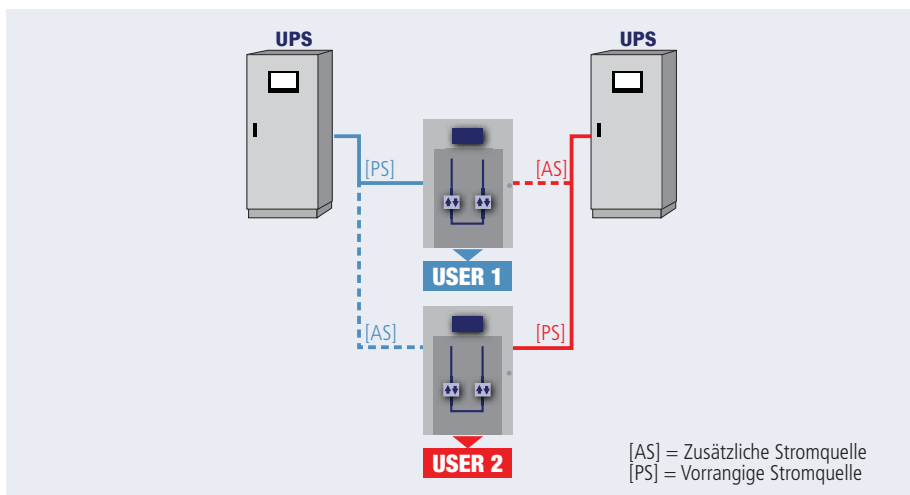 UPS
UPS
[PS]
[AS]
USER 1
[AS]
[PS]
USER 2
[AS] = Zusätzliche Stromquelle
[PS] = Vorrangige Stromquelle